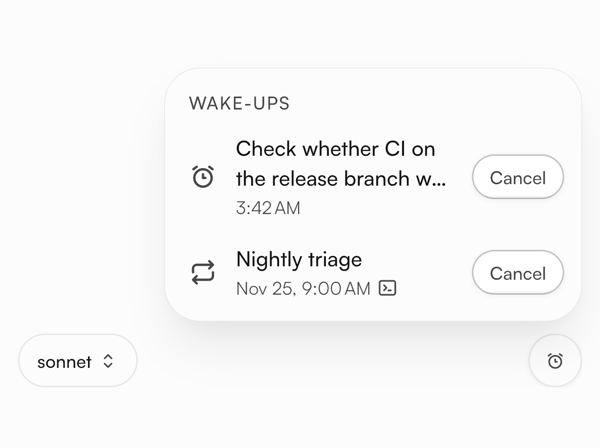 WAKE-UPS
Check whether CI on
the release branch w...
3:42 AM
Cancel
Nightly triage
Nov 25, 9:00 AM
Cancel
sonnet